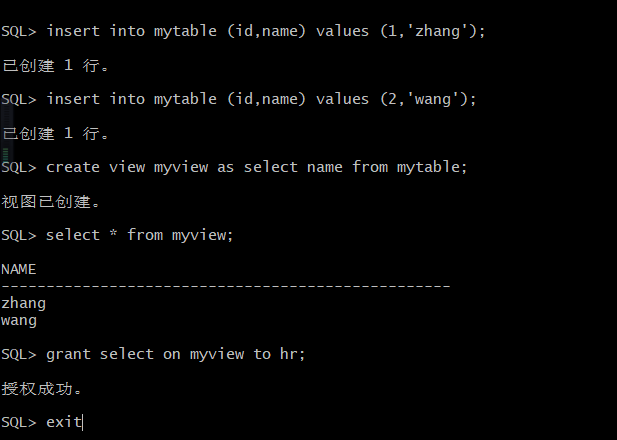 SQL> insert into mytable (id,name) values (1,'zhang');
已创建 1 行。
SQL> insert into mytable (id,name) values (2,'wang');
已创建 1 行。
SQL> create view myview as select name from mytable;
视图已创建。
SQL> select * from myview;
NAME
--------------------------------------------------
zhang
wang
SQL> grant select on myview to hr;
授权成功。
SQL> exit